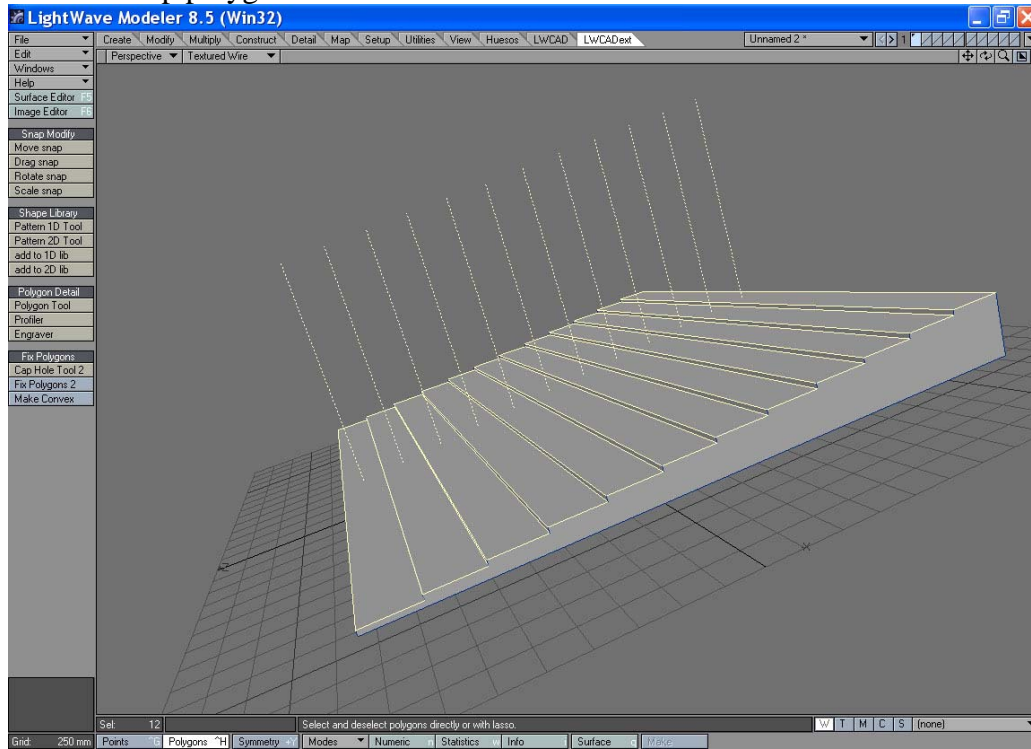 LightWave Modeler 8.5 (Win32)
File Create Modify Multiply Construct Detail Map Setup Utilities View Huesos LWCAD LWCADext Unnamed 2 * 1
Edit Perspective Textured Wire
Windows
Help
Surface Editor F5
Image Editor F6
Snap Modify
Move snap
Drag snap
Rotate snap
Scale snap
Shape Library
Pattern 1D Tool
Pattern 2D Tool
add to 1D lib
add to 2D lib
Polygon Detail
Polygon Tool
Profiler
Engraver
Fix Polygons
Cap Hole Tool 2
Fix Polygons 2
Make Convex
Z
X
Sel: 12 Select and deselect polygons directly or with lasso. W T M C S (none)
Grid: 250 mm Points ^G Polygons ^H Symmetry +Y Modes Numeric n Statistics w Info i Surface q Make